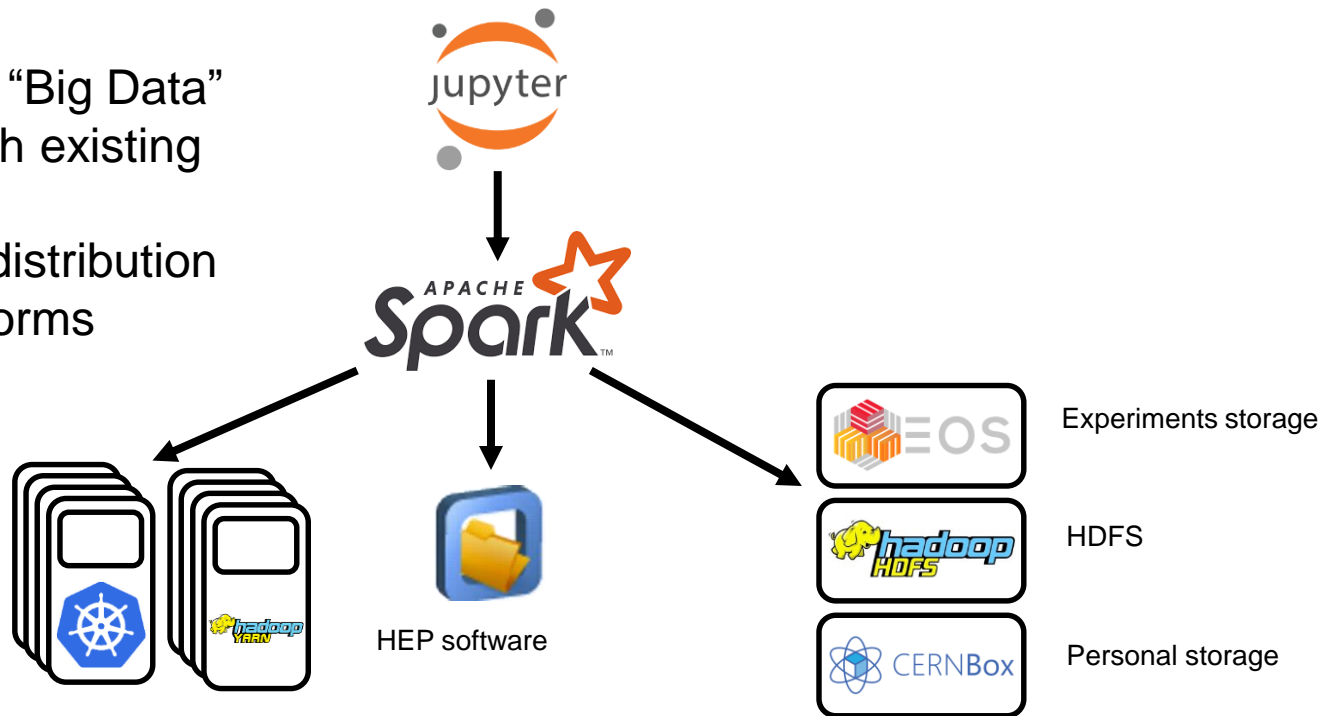 “Big Data”
h existing
distribution
orms
jupyter
APACHE
Spark™
EOS
Experiments storage
hadoop
HDFS
HDFS
hadoop
YARN
HEP software
CERNBox
Personal storage